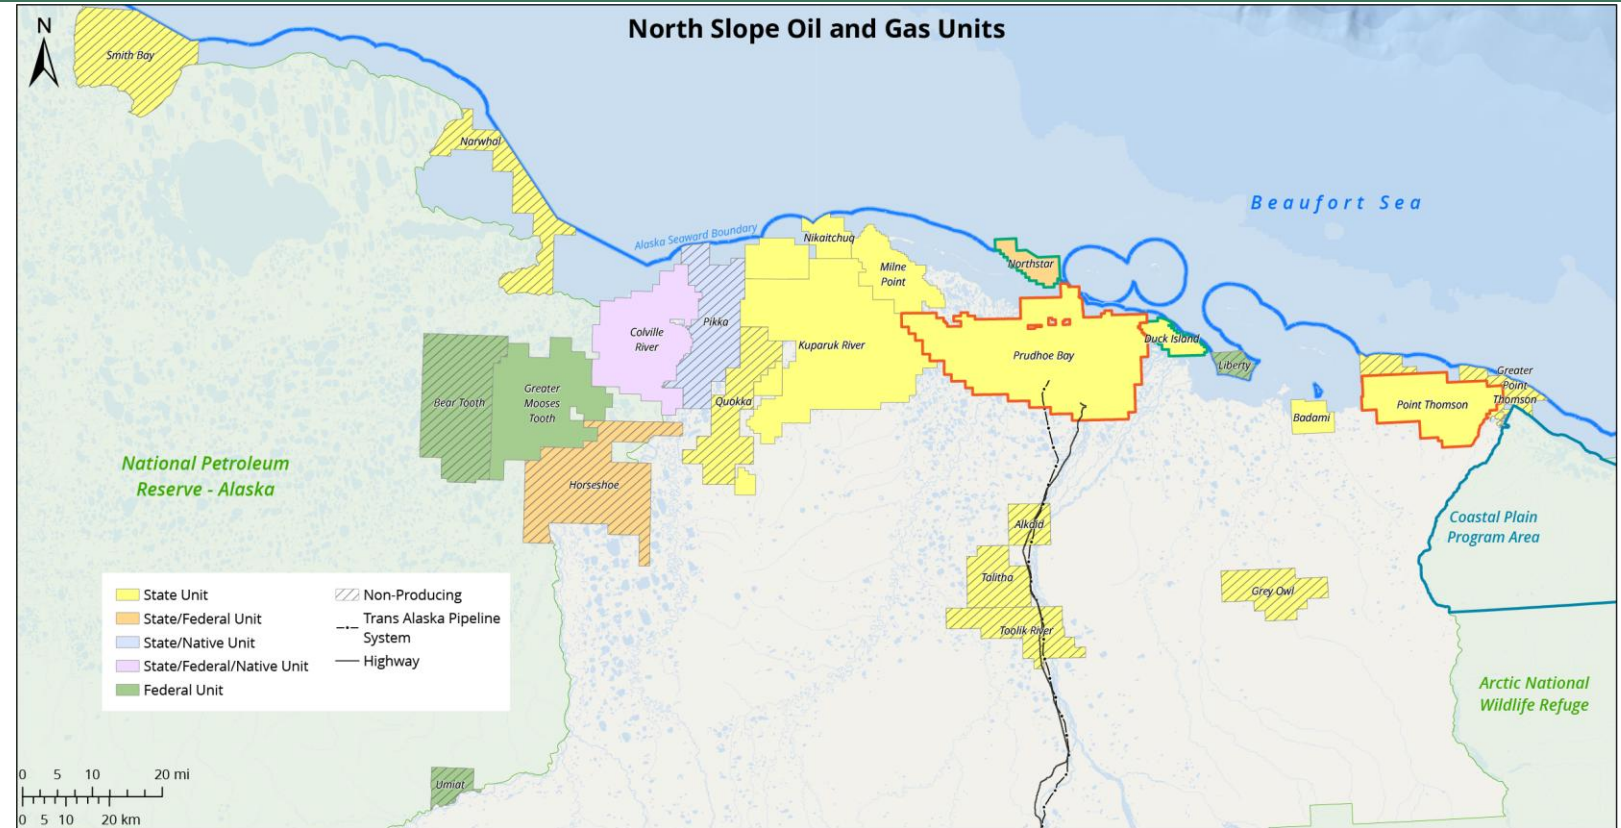 North Slope Oil and Gas Units
N
Smith Bay
Narwhal
Beaufort Sea
Alaska Seaward Boundary
Nikaitchuq
Milne
Point
Northstar
Colville
River
Pikka
Kuparuk River
Prudhoe Bay
Duck Island
Liberty
Greater
Point
Thomson
Bear Tooth
Greater
Mooses
Tooth
Quokka
Badami
Point Thomson
National Petroleum
Reserve - Alaska
Horseshoe
Alkaid
Coastal Plain
Program Area
Talitha
Grey Owl
Toolik River
State Unit
State/Federal Unit
State/Native Unit
State/Federal/Native Unit
Federal Unit
Non-Producing
Trans Alaska Pipeline
System
Highway
Arctic National
Wildlife Refuge
Umiat
0 5 10 20 mi
0 5 10 20 km